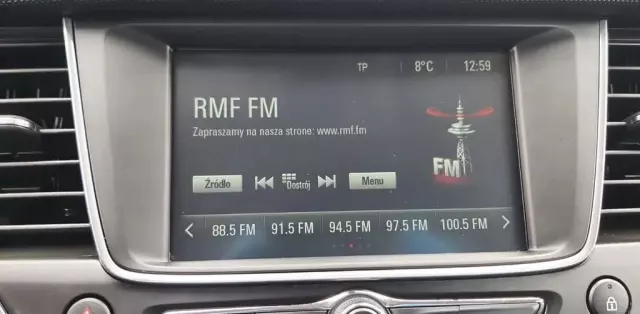 TP 8°C 12:59
RMF FM
Zapraszamy na nasza strone: www.rmf.fm
FM
Źródło Dostrój Menu
88.5 FM 91.5 FM 94.5 FM 97.5 FM 100.5 FM